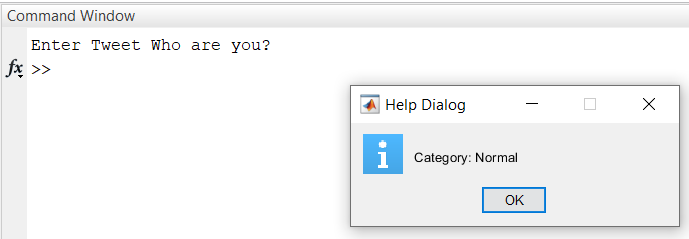 Command Window
Enter Tweet Who are you?
fx >>
Help Dialog
i
Category: Normal
OK